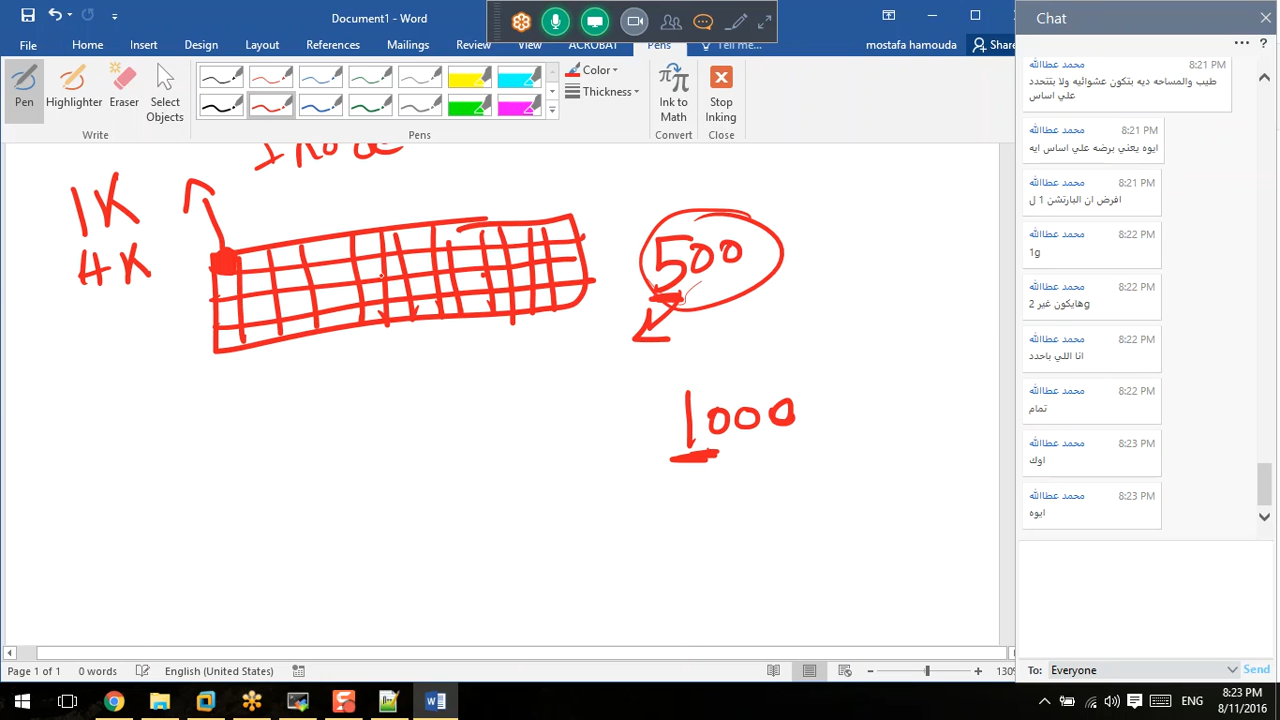 Document1 - Word
Chat
File
Home
Insert
Design
Layout
References
Mailings
Review
ACROBAT
Pens
Tell me...
mostafa hamouda
Share
Pen
Highlighter
Eraser
Select Objects
Color
Thickness
Ink to Math
Stop Inking
Write
Pens
Convert
Close
Inode
1K
4K
500
1000
محمد عطاالله 8:21 PM
طيب والمساحه ديه بتكون عشوائيه ولا بتتحدد
علي اساس
محمد عطاالله 8:21 PM
ايوه يعني برضه علي اساس ايه
محمد عطاالله 8:21 PM
افرض ان البارتشن 1 ل
محمد عطاالله 8:22 PM
1g
محمد عطاالله 8:22 PM
وهايكون غير 2g
محمد عطاالله 8:22 PM
انا اللي باحدد
محمد عطاالله 8:22 PM
تمام
محمد عطاالله 8:23 PM
اوك
محمد عطاالله 8:23 PM
ايوه
To:
Everyone
Send
Page 1 of 1
0 words
English (United States)
130%
ENG
8:23 PM
8/11/2016